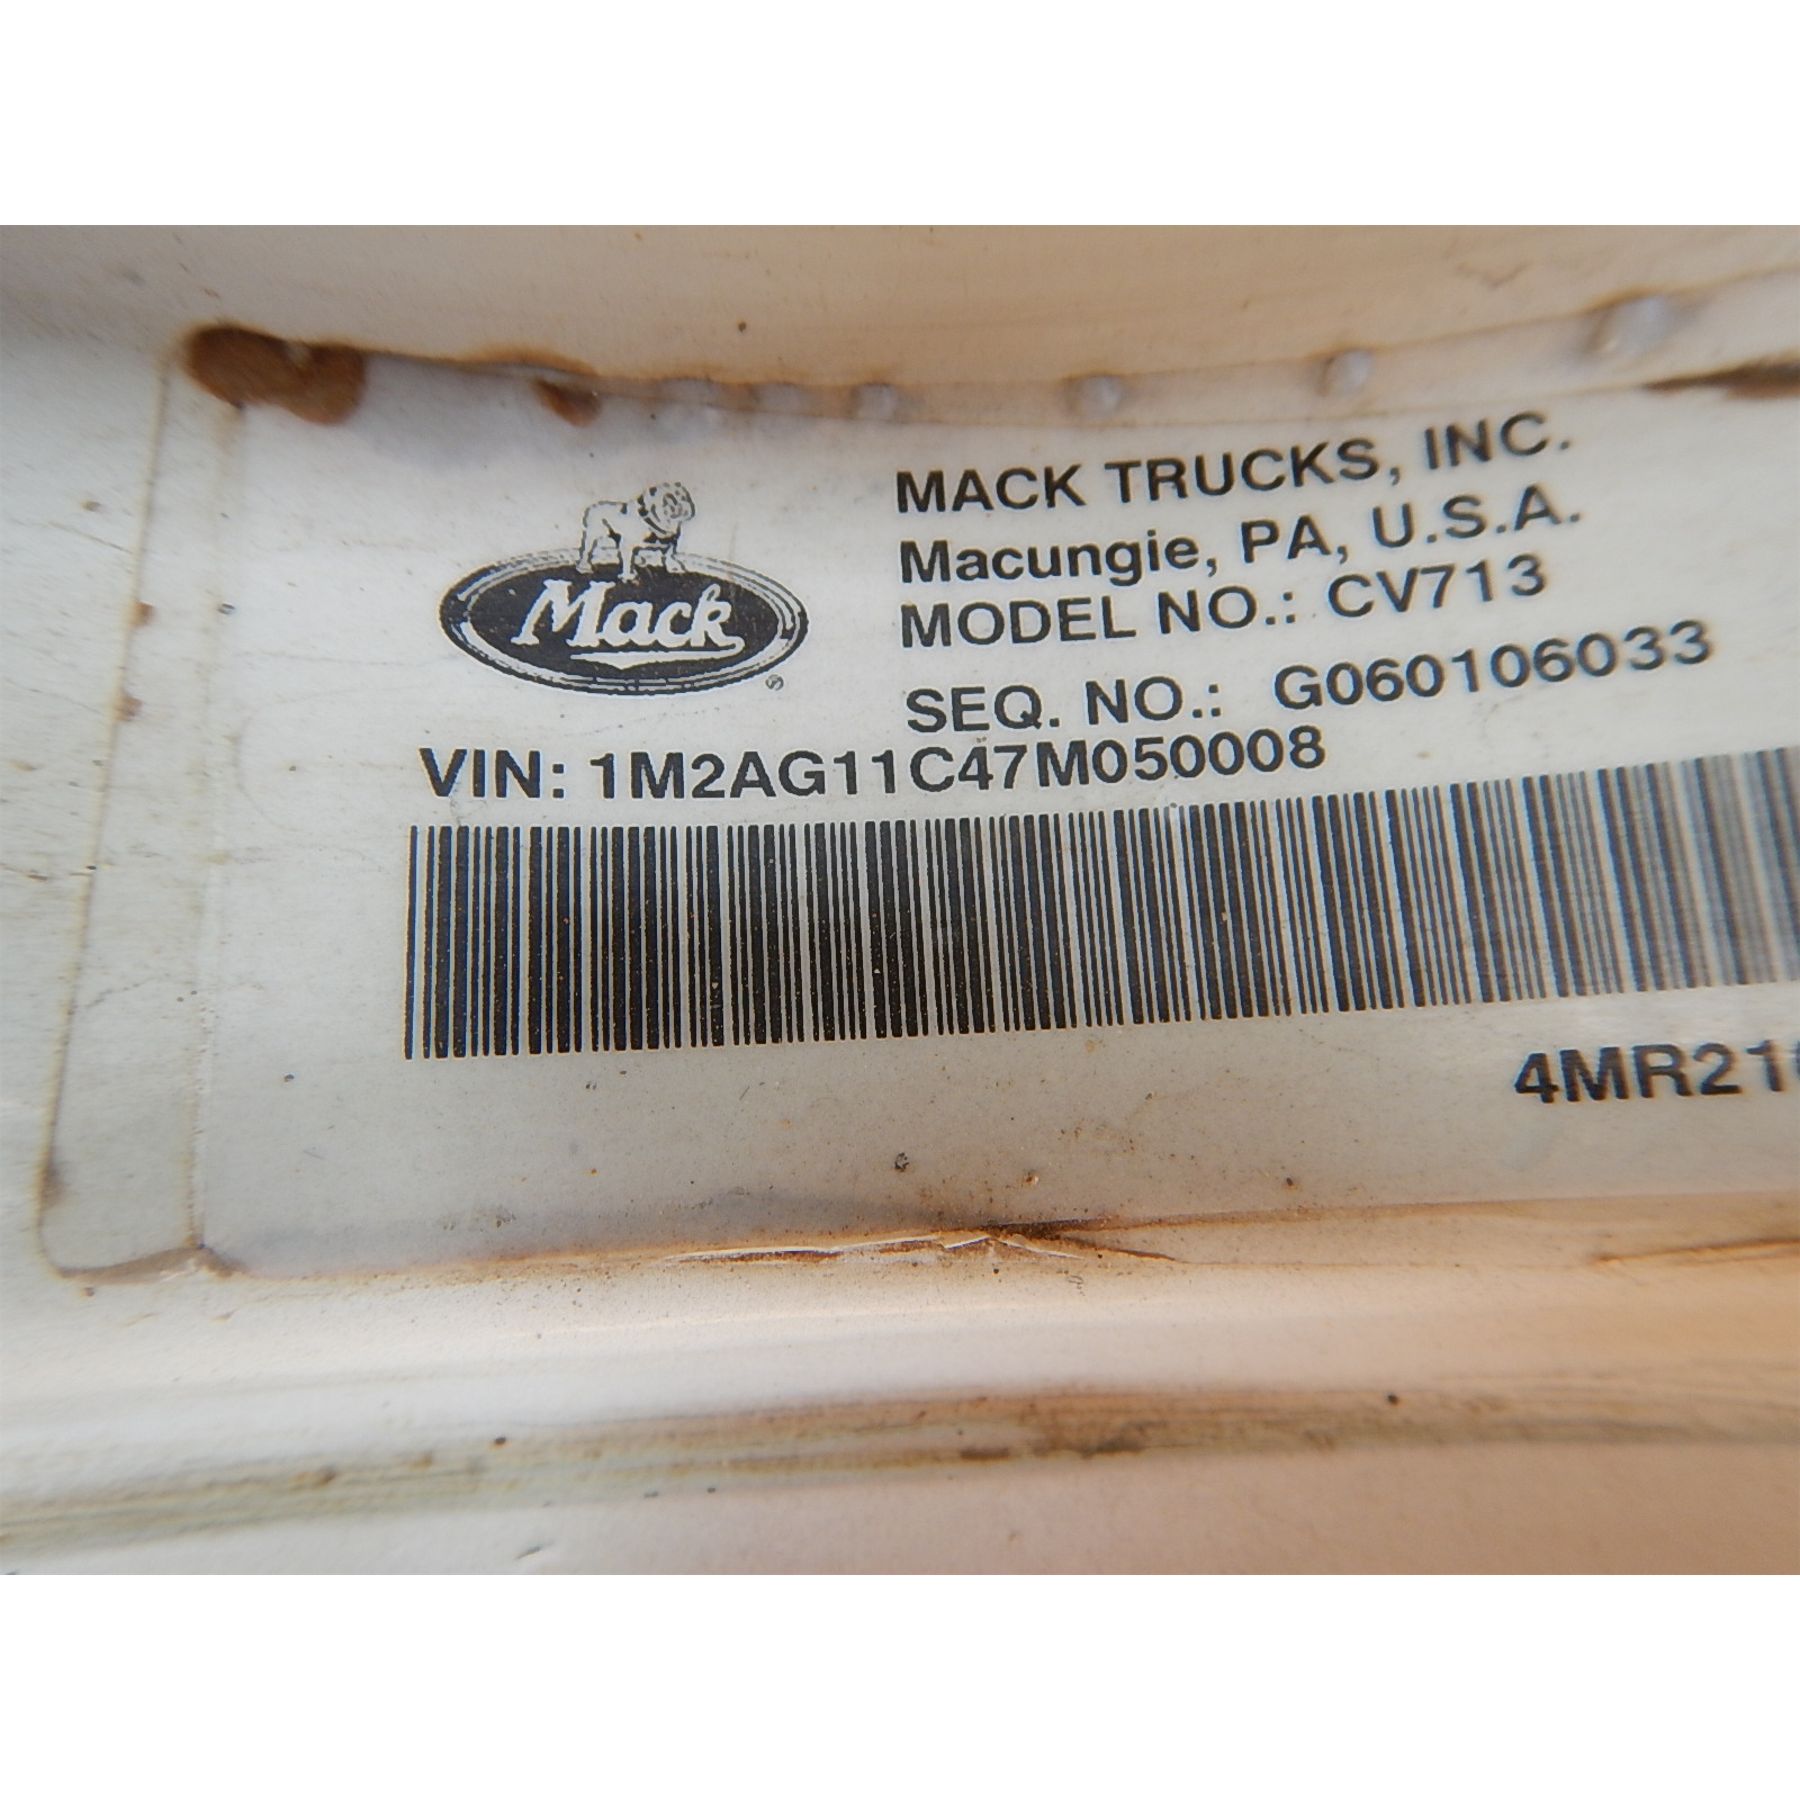 Mack
MACK TRUCKS, INC.
Macungie, PA, U.S.A.
MODEL NO.: CV713
SEQ. NO.: G060106033
VIN: 1M2AG11C47M050008